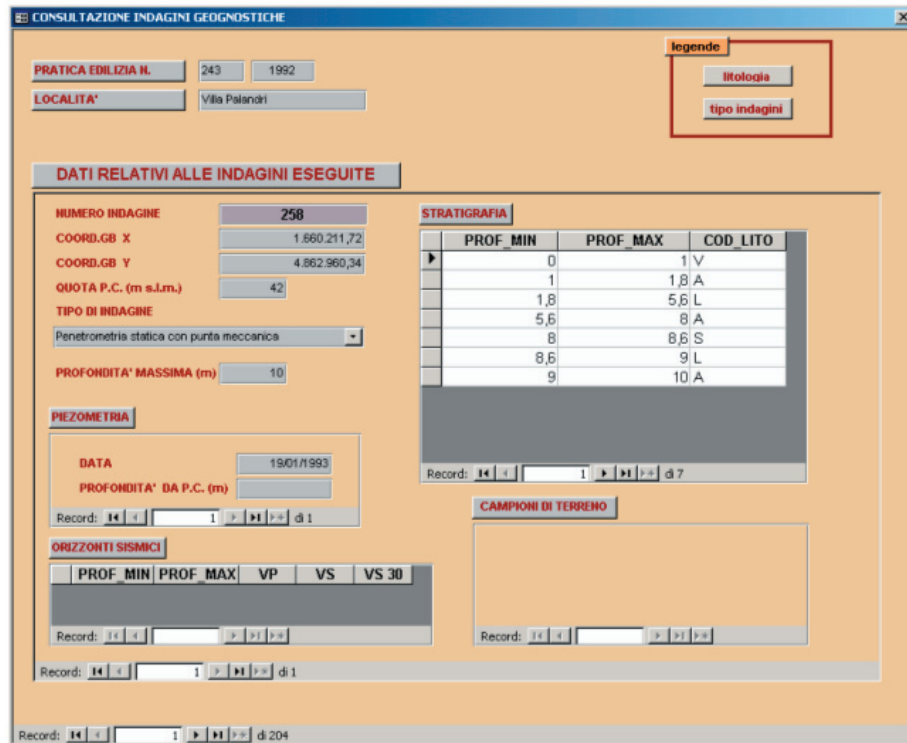 CONSULTAZIONE INDAGINI GEOGNOSTICHE
legende
PRATICA EDILIZIA N. 243 1992
litologia
LOCALITA' Villa Palandri
tipo indagini
DATI RELATIVI ALLE INDAGINI ESEGUITE
NUMERO INDAGINE 258
COORD.GB X 1.660.211,72
COORD.GB Y 4.862.960,34
QUOTA P.C. (m s.l.m.) 42
TIPO DI INDAGINE
Penetrometria statica con punta meccanica
PROFONDITA' MASSIMA (m) 10
STRATIGRAFIA
PROF_MIN PROF_MAX COD_LITO
0 1 V
1 1,8 A
1,8 5,6 L
5,6 8 A
8 8,6 S
8,6 9 L
9 10 A
Record: 1 di 7
PIEZOMETRIA
DATA 19/01/1993
PROFONDITA' DA P.C. (m)
Record: 1 di 1
CAMPIONI DI TERRENO
Record:
ORIZZONTI SISMICI
PROF_MIN PROF_MAX VP VS VS 30
Record:
Record: 1 di 1
Record: 1 di 204